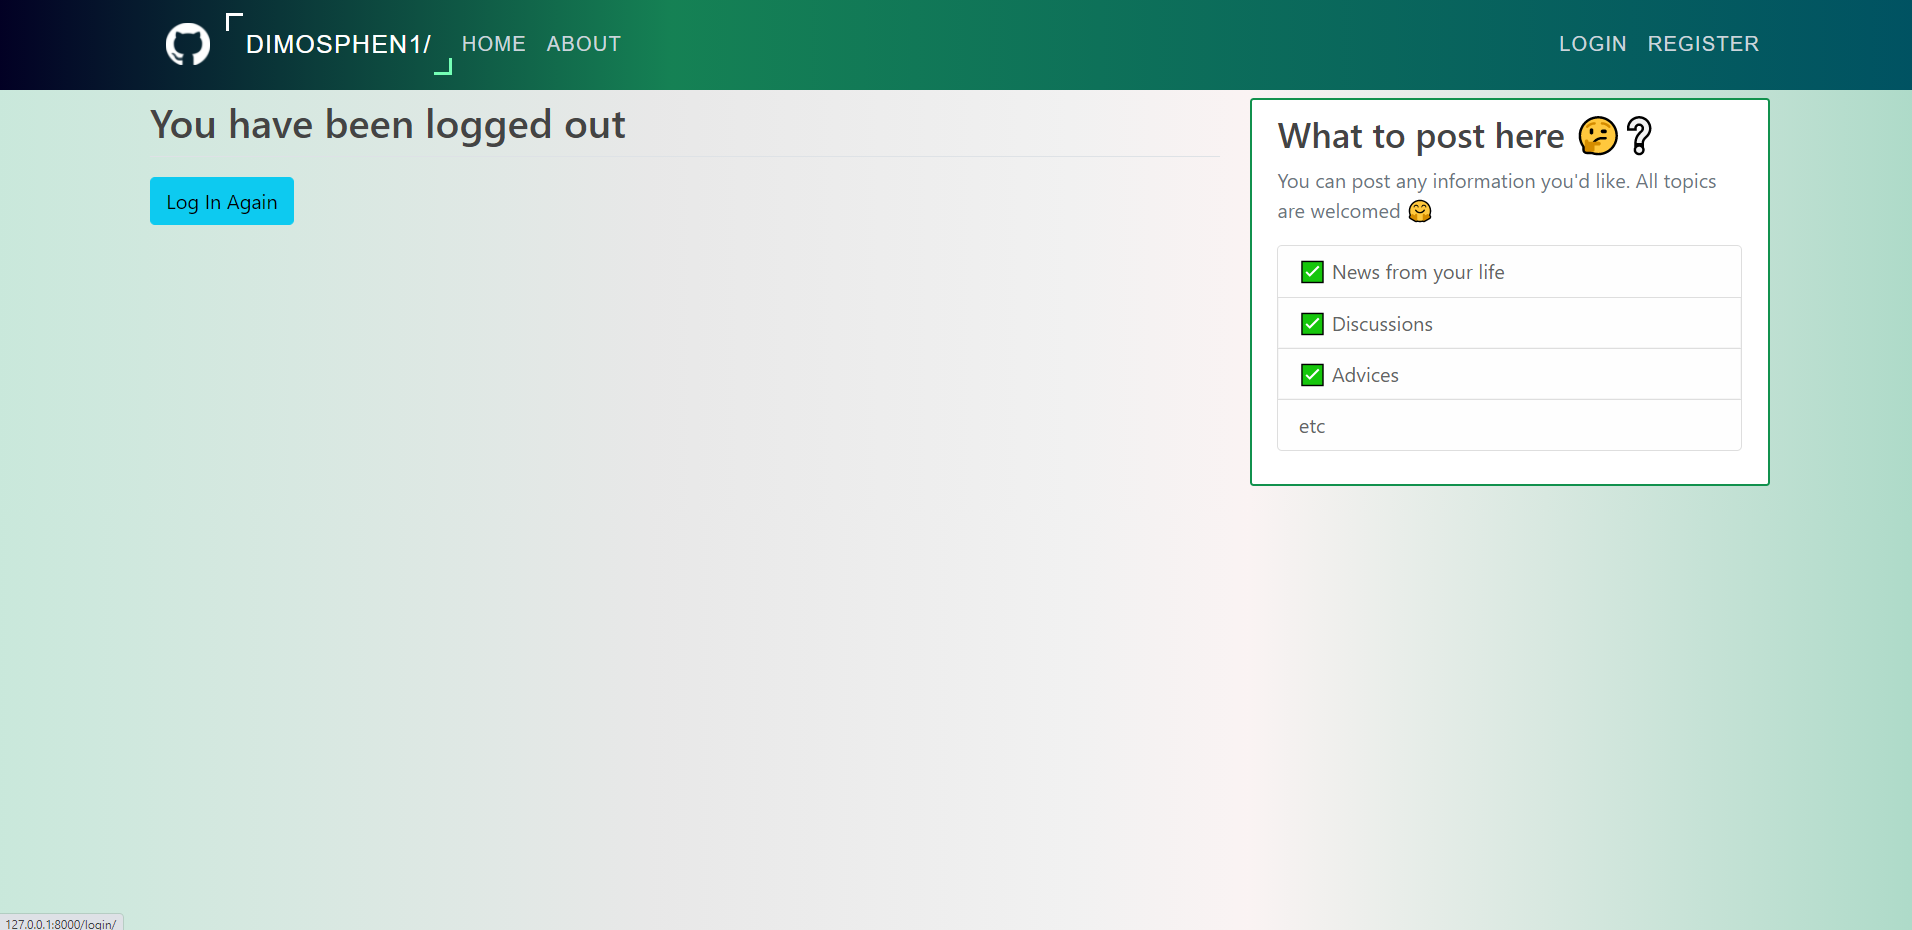 DIMOSPHEN1/ HOME ABOUT LOGIN REGISTER
You have been logged out
Log In Again
What to post here 🤔❔
You can post any information you'd like. All topics
are welcomed 🤗
✅ News from your life
✅ Discussions
✅ Advices
etc
127.0.0.1:8000/login/